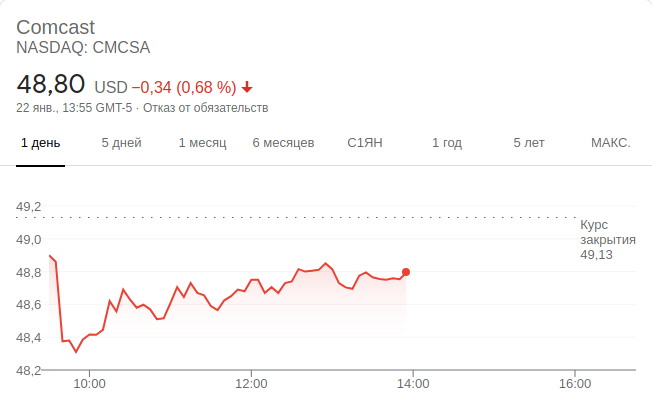 Comcast
NASDAQ: CMCSA
48,80 USD −0,34 (0,68 %)
22 янв., 13:55 GMT-5 · Отказ от обязательств
1 день 5 дней 1 месяц 6 месяцев С1ЯН 1 год 5 лет МАКС.
49,2
49,0
48,8
48,6
48,4
48,2
Курс
закрытия
49,13
10:00 12:00 14:00 16:00